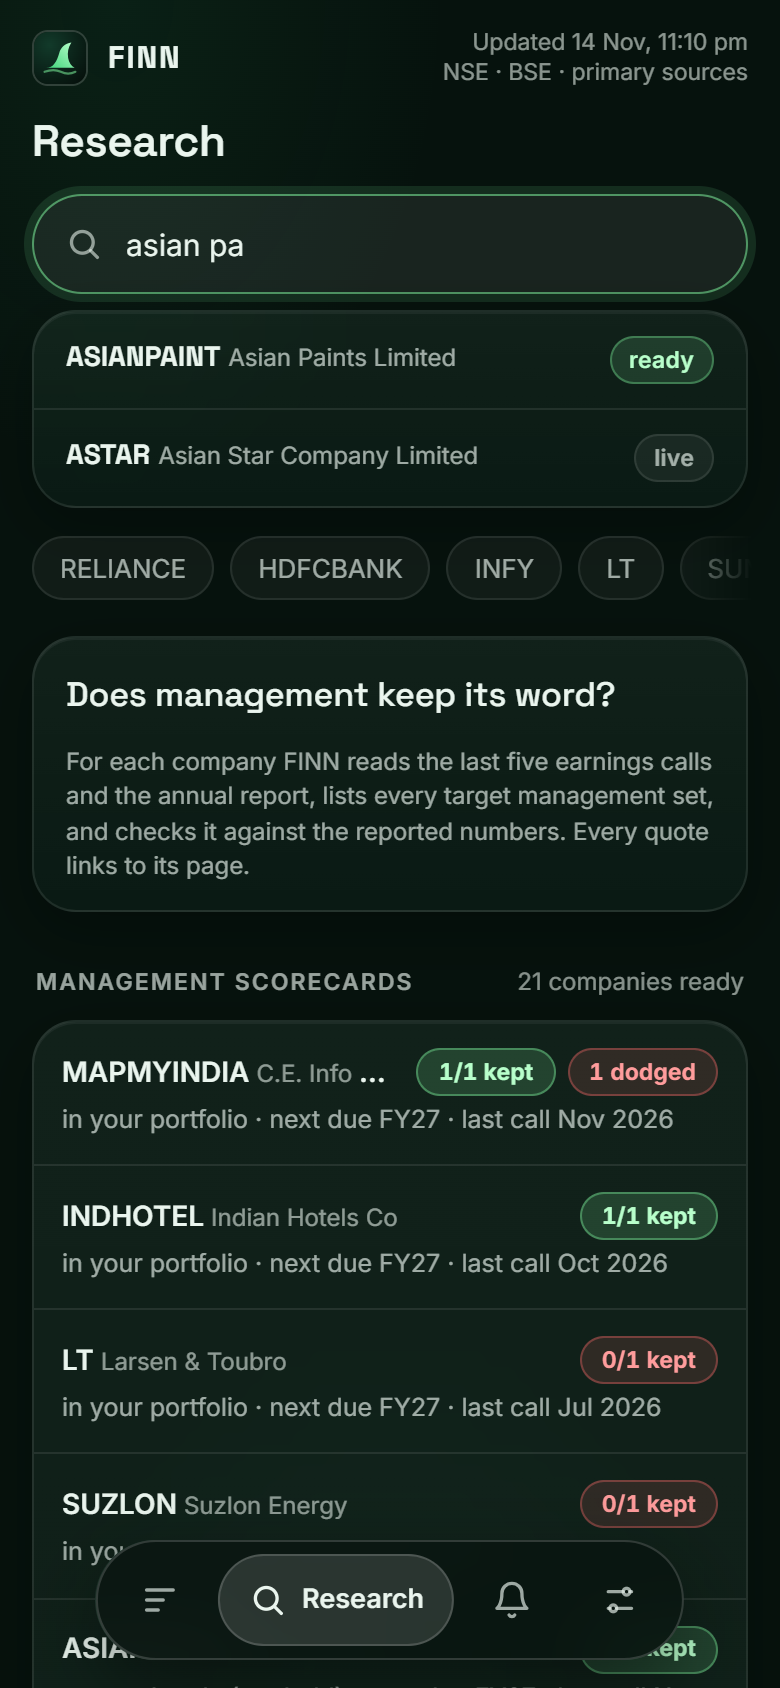 FINN
Updated 14 Nov, 11:10 pm
NSE · BSE · primary sources
Research
asian pa
ASIANPAINT Asian Paints Limited ready
ASTAR Asian Star Company Limited live
RELIANCE HDFCBANK INFY LT
Does management keep its word?
For each company FINN reads the last five earnings calls
and the annual report, lists every target management set,
and checks it against the reported numbers. Every quote
links to its page.
MANAGEMENT SCORECARDS 21 companies ready
MAPMYINDIA C.E. Info ... 1/1 kept 1 dodged
in your portfolio · next due FY27 · last call Nov 2026
INDHOTEL Indian Hotels Co 1/1 kept
in your portfolio · next due FY27 · last call Oct 2026
LT Larsen & Toubro 0/1 kept
in your portfolio · next due FY27 · last call Jul 2026
SUZLON Suzlon Energy 0/1 kept
in
Research
kept